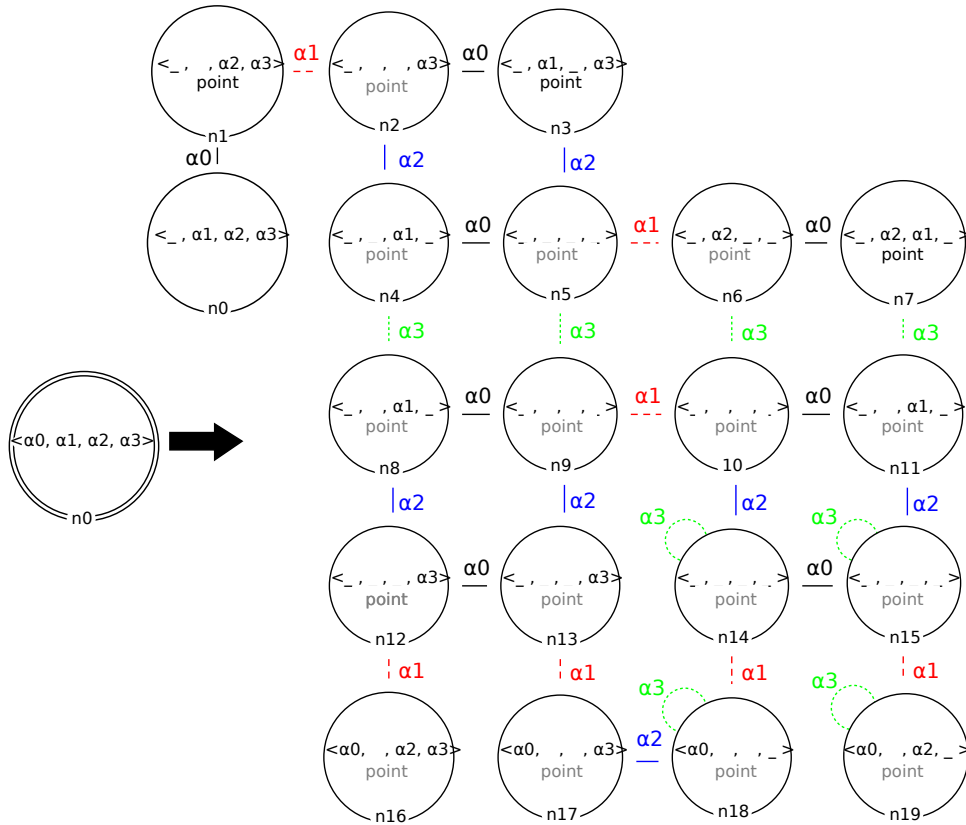 α1 α0
<_ , _ , α2, α3> <_ , _ , _ , α3> <_ , α1, _ , α3>
point point point
n1 n2 n3
α0 α2 α2
α0 α1 α0
<_ , α1, α2, α3> <_ , _ , α1, _ > <_ , _ , _ , _ > <_ , α2, _ , _ > <_ , α2, α1, _ >
point point point point
n0 n4 n5 n6 n7
α3 α3 α3 α3
α0 α1 α0
<_ , _ , α1, _ > <_ , _ , _ , _ > <_ , _ , _ , _ > <_ , _ , α1, _ >
point point point point
<α0, α1, α2, α3>
n8 n9 10 n11
n0
α2 α2 α2 α2
α3 α3
α0 α0
<_ , _ , _ , α3> <_ , _ , _ , α3> <_ , _ , _ , _ > <_ , _ , _ , _ >
point point point point
n12 n13 n14 n15
α1 α1 α1 α1
α3 α3
α2
<α0, _ , α2, α3> <α0, _ , _ , α3> <α0, _ , _ , _ > <α0, _ , α2, _ >
point point point point
n16 n17 n18 n19